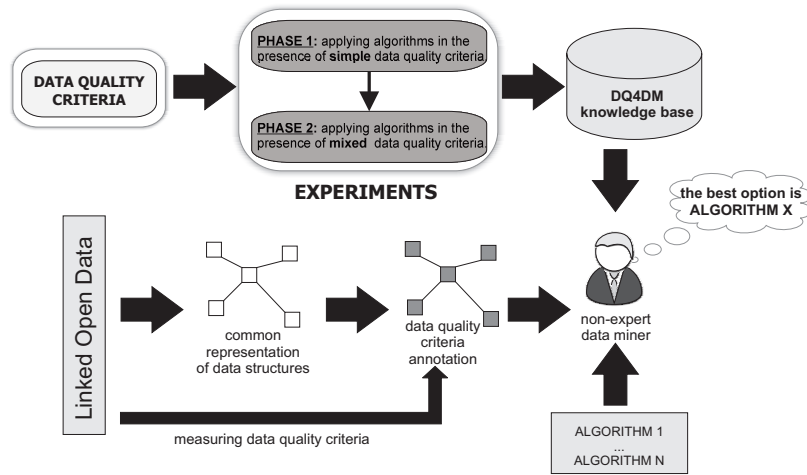 PHASE 1: applying algorithms in the
presence of simple data quality criteria.
DATA QUALITY
CRITERIA
PHASE 2: applying algorithms in the
presence of mixed data quality criteria.
EXPERIMENTS
DQ4DM
knowledge base
the best option is
ALGORITHM X
Linked Open Data
common
representation
of data structures
data quality
criteria
annotation
non-expert
data miner
measuring data quality criteria
ALGORITHM 1
...
ALGORITHM N